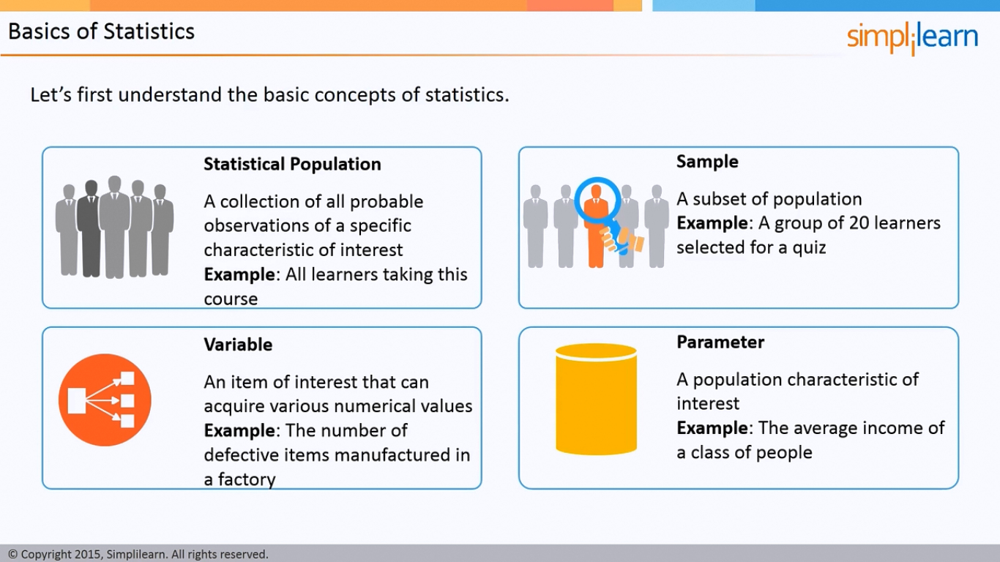 Basics of Statistics
simplilearn
Let's first understand the basic concepts of statistics.
Statistical Population
A collection of all probable
observations of a specific
characteristic of interest
Example: All learners taking this
course
Sample
A subset of population
Example: A group of 20 learners
selected for a quiz
Variable
An item of interest that can
acquire various numerical values
Example: The number of
defective items manufactured in
a factory
Parameter
A population characteristic of
interest
Example: The average income of
a class of people
© Copyright 2015, Simplilearn. All rights reserved.